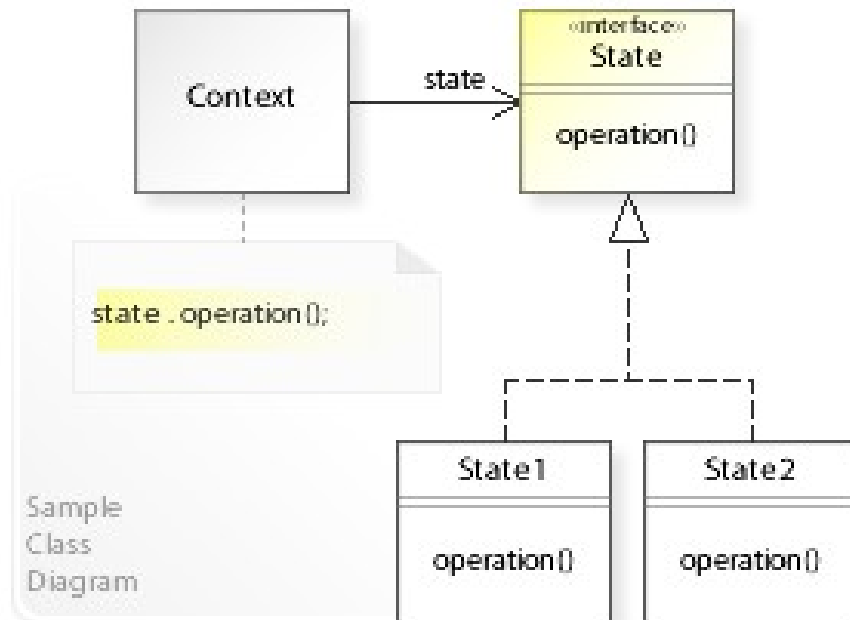 «interface»
State
state
Context
operation()
state . operation();
State1
State2
operation()
operation()
Sample
Class
Diagram